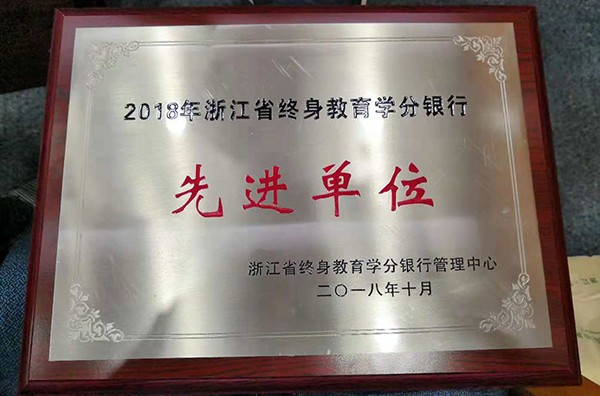 2018年浙江省终身教育学分银行
先进单位
浙江省终身教育学分银行管理中心
二〇一八年十月